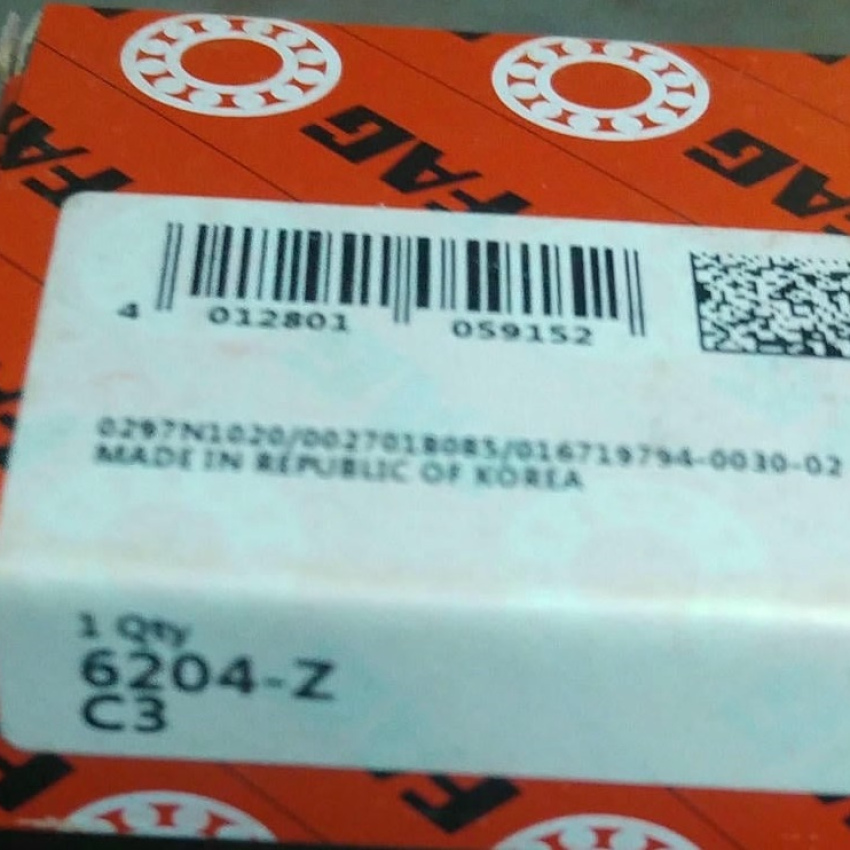 FAG
FAG
FA
4 012801 059152
0297N1020/0027018085/016719794-0030-02
MADE IN REPUBLIC OF KOREA
1 Qty
6204-Z
C3
F
F